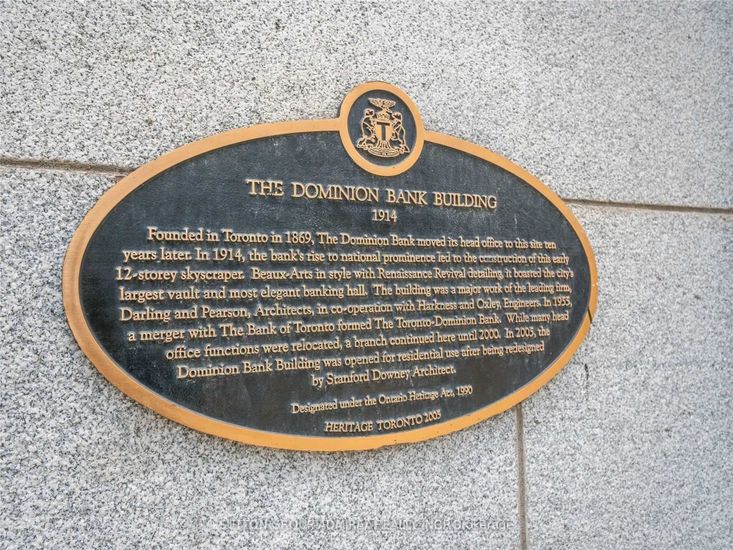 THE DOMINION BANK BUILDING
1914
Founded in Toronto in 1869, The Dominion Bank moved its head office to this site ten
years later. In 1914, the bank's rise to national prominence led to the construction of this early
12-storey skyscraper. Beaux-Arts in style with Renaissance Revival detailing, it boasted the city's
largest vault and most elegant banking hall. The building was a major work of the leading firm,
Darling and Pearson, Architects, in co-operation with Harkness and Oxley, Engineers. In 1955,
a merger with The Bank of Toronto formed The Toronto-Dominion Bank. While many head
office functions were relocated, a branch continued here until 2000. In 2005, the
Dominion Bank Building was opened for residential use after being redesigned
by Stanford Downey Architect.
Designated under the Ontario Heritage Act, 1990
HERITAGE TORONTO 2005